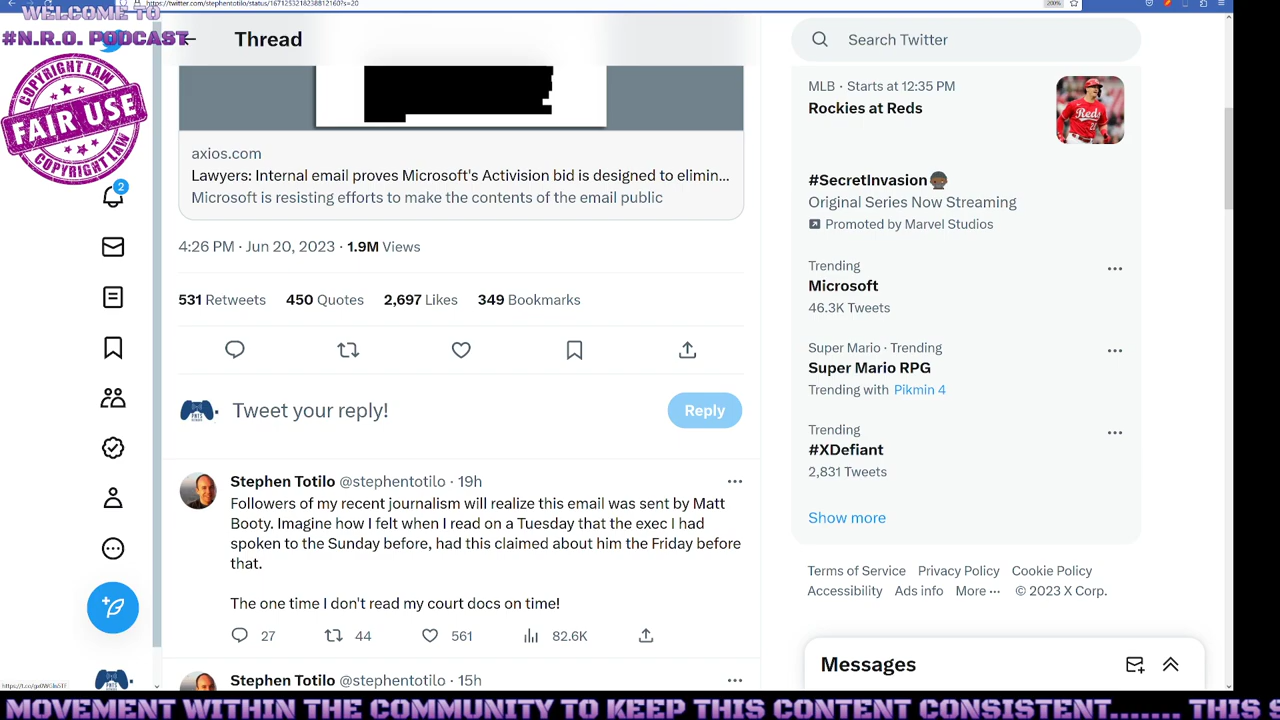 https://twitter.com/stephentotilo/status/1671253218238812160?s=20
200%
WELCOME TO
#N.R.O. PODCAST
COPYRIGHT LAW
FAIR USE
COPYRIGHT LAW
Thread
Search Twitter
axios.com
Lawyers: Internal email proves Microsoft's Activision bid is designed to elimin...
Microsoft is resisting efforts to make the contents of the email public
4:26 PM · Jun 20, 2023 · 1.9M Views
531 Retweets 450 Quotes 2,697 Likes 349 Bookmarks
Tweet your reply!
Reply
Stephen Totilo @stephentotilo · 19h
Followers of my recent journalism will realize this email was sent by Matt
Booty. Imagine how I felt when I read on a Tuesday that the exec I had
spoken to the Sunday before, had this claimed about him the Friday before
that.
The one time I don't read my court docs on time!
27 44 561 82.6K
Stephen Totilo @stephentotilo · 15h
2
MLB · Starts at 12:35 PM
Rockies at Reds
Reds
#SecretInvasion
Original Series Now Streaming
Promoted by Marvel Studios
Trending
Microsoft
46.3K Tweets
Super Mario · Trending
Super Mario RPG
Trending with Pikmin 4
Trending
#XDefiant
2,831 Tweets
Show more
Terms of Service Privacy Policy Cookie Policy
Accessibility Ads info More ··· © 2023 X Corp.
Messages
MOVEMENT WITHIN THE COMMUNITY TO KEEP THIS CONTENT CONSISTENT....... THIS S